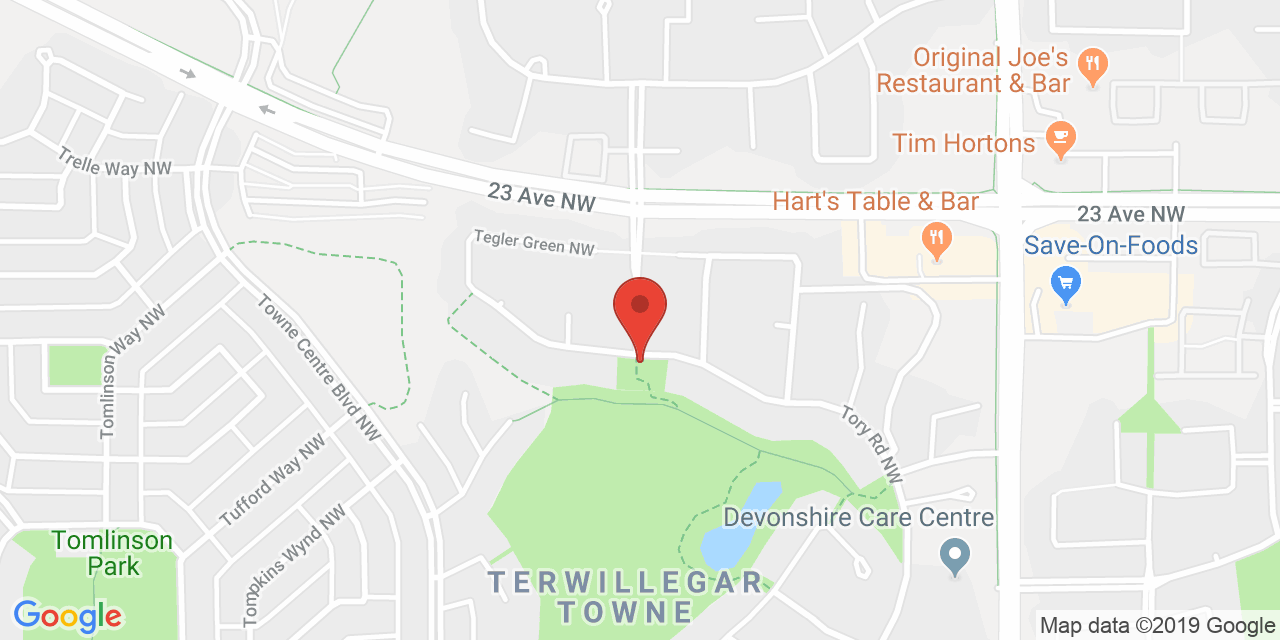 Original Joe's
Restaurant & Bar
Tim Hortons
Trelle Way NW
23 Ave NW
Hart's Table & Bar
23 Ave NW
Tegler Green NW
Save-On-Foods
Towne Centre Blvd NW
Tomlinson Way NW
Tory Rd NW
Tufford Way NW
Tompkins Wynd NW
Devonshire Care Centre
Tomlinson
Park
TERWILLEGAR
TOWNE
Google
Map data ©2019 Google